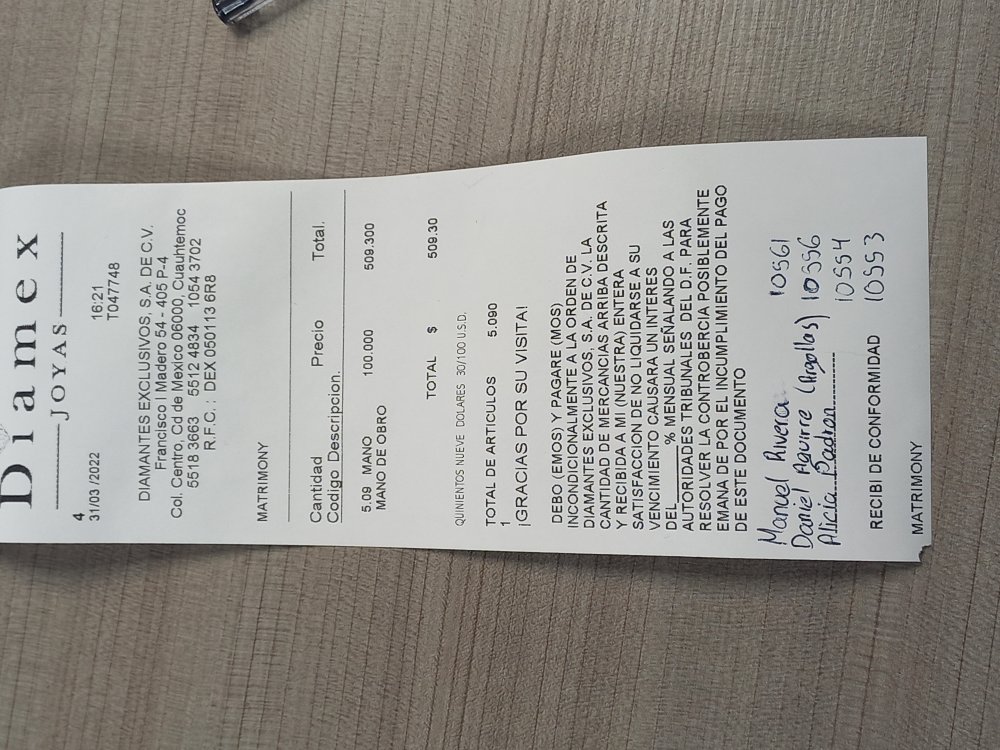 Diamex
JOYAS
4
31/03 /2022 16:21
T047748
DIAMANTES EXCLUSIVOS, S.A. DE C.V.
Francisco I Madero 54 - 405 P-4
Col. Centro, Cd de Mexico 06000, Cuauhtemoc
5518 3663 5512 4834 1054 3702
R.F.C. : DEX 050113 6R8
MATRIMONY
Cantidad Precio Total.
Codigo Descripcion.
5.09 MANO 100.000 509.300
MANO DE OBRO
TOTAL $ 509.30
QUINIENTOS NUEVE DOLARES 30/100 U.S.D.
TOTAL DE ARTICULOS 5.090
1
¡GRACIAS POR SU VISITA!
DEBO (EMOS) Y PAGARE (MOS)
INCONDICIONALMENTE A LA ORDEN DE
DIAMANTES EXCLUSIVOS, S.A. DE C.V. LA
CANTIDAD DE MERCANCIAS ARRIBA DESCRITA
Y RECIBIDA A MI (NUESTRA) ENTERA
SATISFACCION DE NO LIQUIDARSE A SU
VENCIMIENTO CAUSARA UN INTERES
DEL ________% MENSUAL SEÑALANDO A LAS
AUTORIDADES TRIBUNALES DEL D.F. PARA
RESOLVER LA CONTROBERCIA POSIBLEMENTE
EMANA DE POR EL INCUMPLIMIENTO DEL PAGO
DE ESTE DOCUMENTO
Manuel Rivera 10561
Daniel Aguirre (Argollas) 10556
Alicia Padron 10554
10553
RECIBI DE CONFORMIDAD
MATRIMONY